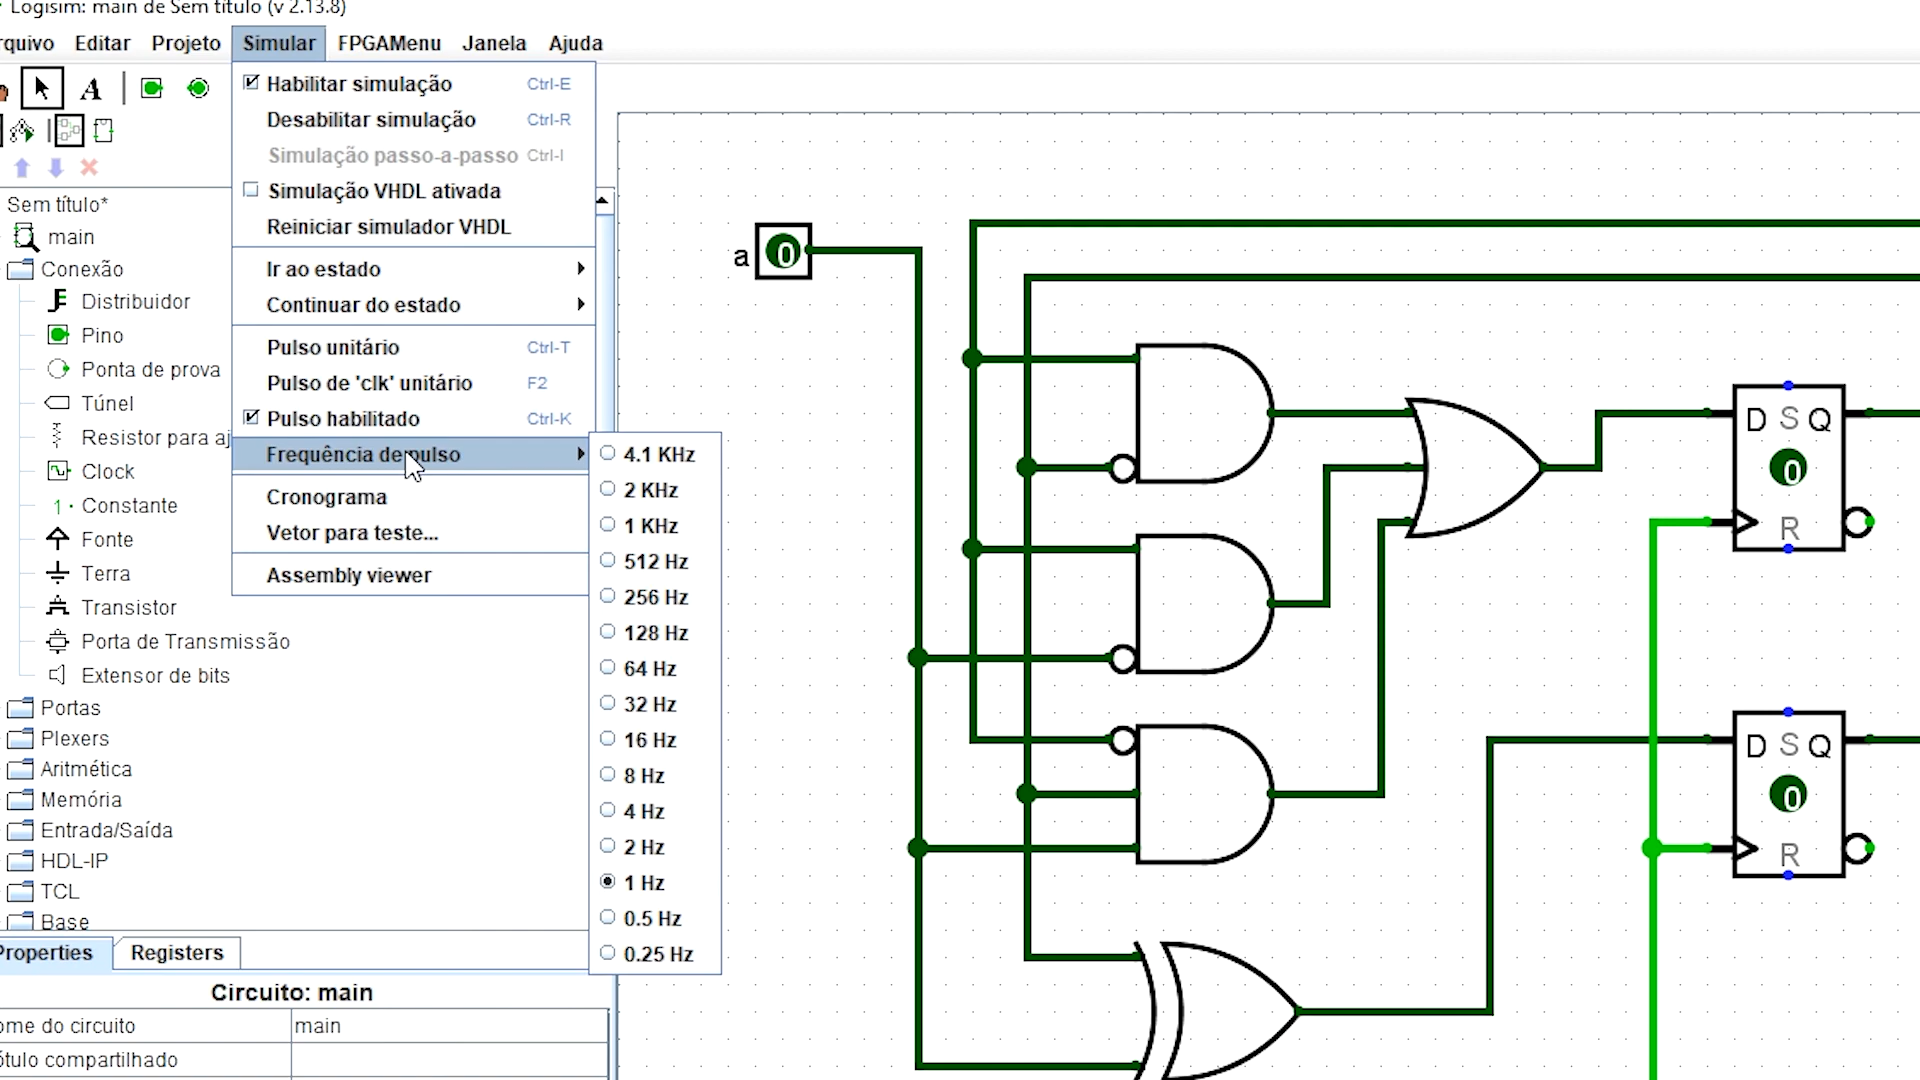 Logisim: main de Sem título (v 2.13.8)
rquivo Editar Projeto Simular FPGAMenu Janela Ajuda
A
Habilitar simulação Ctrl-E
Desabilitar simulação Ctrl-R
Simulação passo-a-passo Ctrl-I
Simulação VHDL ativada
Reiniciar simulador VHDL
Ir ao estado
Continuar do estado
Pulso unitário Ctrl-T
Pulso de 'clk' unitário F2
Pulso habilitado Ctrl-K
Frequência de pulso
Cronograma
Vetor para teste...
Assembly viewer
4.1 KHz
2 KHz
1 KHz
512 Hz
256 Hz
128 Hz
64 Hz
32 Hz
16 Hz
8 Hz
4 Hz
2 Hz
1 Hz
0.5 Hz
0.25 Hz
Sem título*
main
Conexão
Distribuidor
Pino
Ponta de prova
Túnel
Resistor para aj
Clock
1 Constante
Fonte
Terra
Transistor
Porta de Transmissão
Extensor de bits
Portas
Plexers
Aritmética
Memória
Entrada/Saída
HDL-IP
TCL
Base
Properties Registers
Circuito: main
ome do circuito main
ótulo compartilhado
a 0
D S Q
0
R
D S Q
0
R